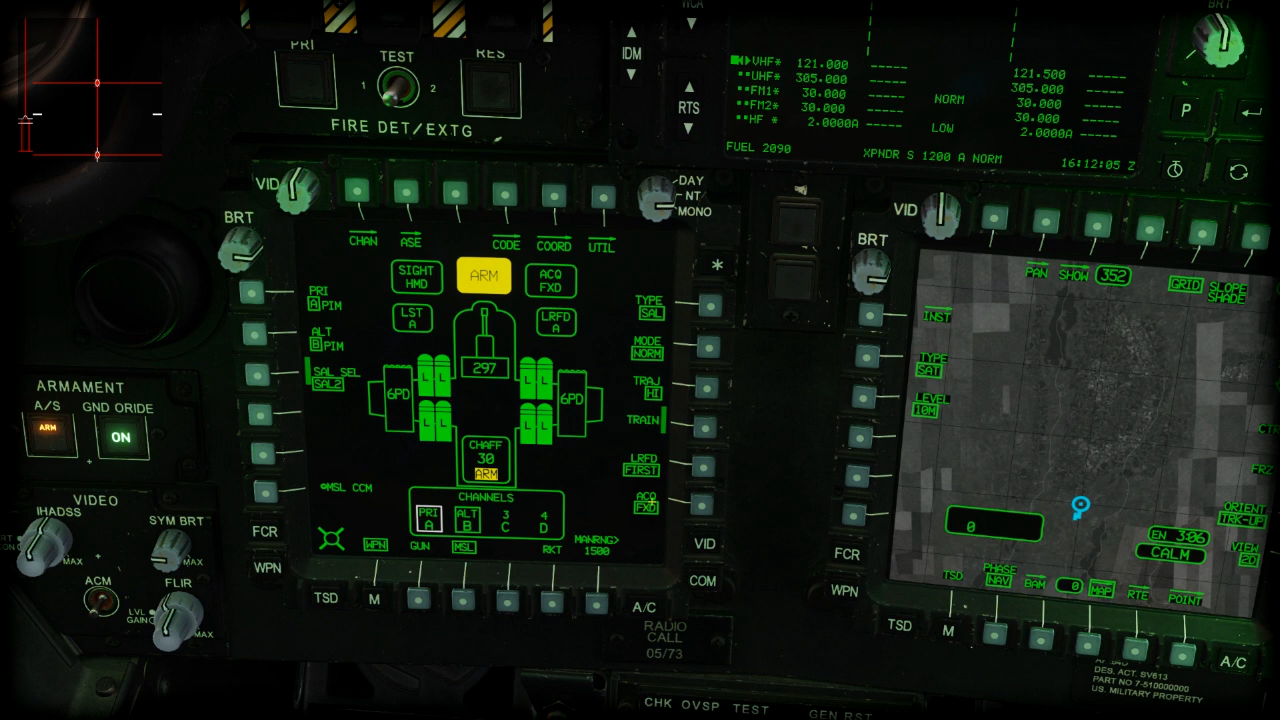 PRI
TEST
RES
1
2
FIRE DET/EXTG
IDM
RTS
VHF* 121.000 ----- 121.500 -----
UHF* 305.000 ----- 305.000 -----
FM1* 30.000 ----- NORM 30.000 -----
FM2* 30.000 ----- 30.000 -----
HF * 2.0000A ----- LOW 2.0000A -----
FUEL 2090 XPNDR S 1200 A NORM 16:12:05 Z
BRT
P
VID
BRT
DAY
NT
MONO
CHAN
ASE
CODE
COORD
UTIL
SIGHT
HMD
ARM
ACQ
FXD
PRI
A PIM
LST
A
LRFD
A
TYPE
SAL
ALT
B PIM
MODE
NORM
SAL SEL
SAL2
297
TRAJ
HI
6PD
L L
L L
L L
L L
6PD
TRAIN
CHAFF
30
ARM
LRFD
FIRST
MSL CCM
CHANNELS
PRI
A
ALT
B
3
C
4
D
ACQ
FXD
WPN
GUN
MSL
RKT
MANRNG>
1500
FCR
WPN
VID
COM
TSD
M
A/C
*
ARMAMENT
A/S
GND ORIDE
ARM
ON
VIDEO
IHADSS
SYM BRT
MAX
MAX
ACM
FLIR
LVL
GAIN
MAX
RADIO
CALL
05/73
CHK OVSP TEST
GEN RST
VID
BRT
PAN
SHOW
352
GRID
SLOPE
SHADE
INST
TYPE
SAT
LEVEL
10M
CTR
FRZ
ORIENT
TRK-UP
0
EN 3:06
CALM
VIEW
2D
TSD
PHASE
NAV
BAM
0
MAP
RTE
POINT
FCR
WPN
TSD
M
A/C
DES. ACT. SV613
PART NO 7-510000000
US. MILITARY PROPERTY